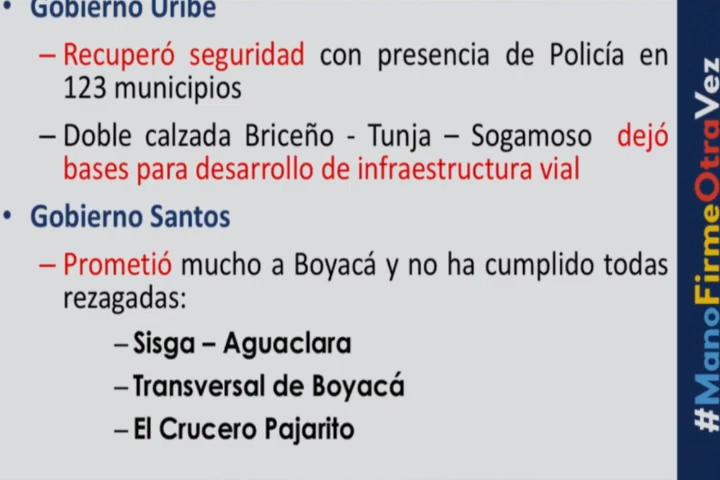 • Gobierno Uribe
– Recuperó seguridad con presencia de Policía en
123 municipios
– Doble calzada Briceño - Tunja – Sogamoso dejó
bases para desarrollo de infraestructura vial
• Gobierno Santos
– Prometió mucho a Boyacá y no ha cumplido todas
rezagadas:
– Sisga – Aguaclara
– Transversal de Boyacá
– El Crucero Pajarito
#ManoFirmeOtraVez